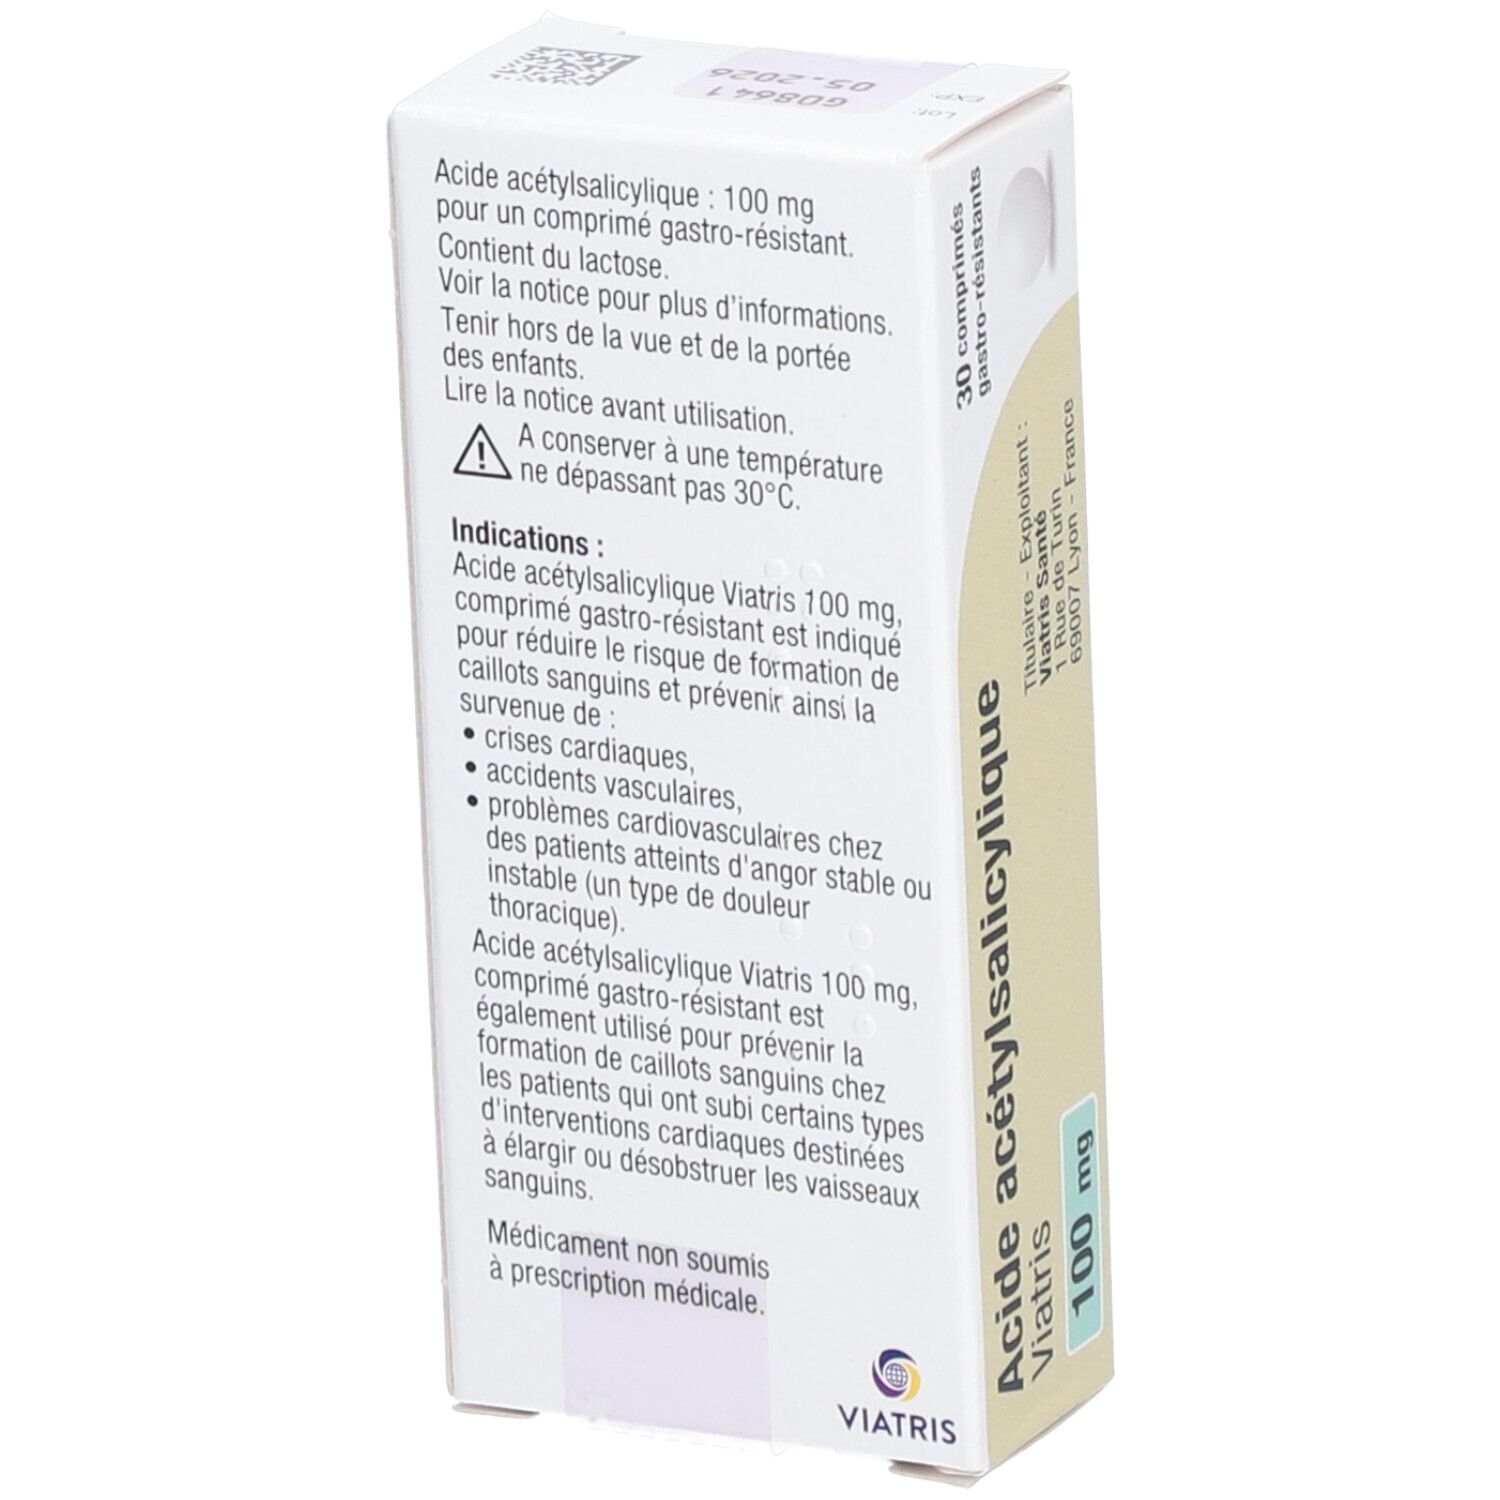 GD8641
05.2026
Lot:
EXP:
Acide acétylsalicylique : 100 mg
pour un comprimé gastro-résistant.
Contient du lactose.
Voir la notice pour plus d'informations.
Tenir hors de la vue et de la portée
des enfants.
Lire la notice avant utilisation.
A conserver à une température
ne dépassant pas 30°C.
Indications :
Acide acétylsalicylique Viatris 100 mg,
comprimé gastro-résistant est indiqué
pour réduire le risque de formation de
caillots sanguins et prévenir ainsi la
survenue de :
• crises cardiaques,
• accidents vasculaires,
• problèmes cardiovasculaires chez
des patients atteints d'angor stable ou
instable (un type de douleur
thoracique).
Acide acétylsalicylique Viatris 100 mg,
comprimé gastro-résistant est
également utilisé pour prévenir la
formation de caillots sanguins chez
les patients qui ont subi certains types
d'interventions cardiaques destinées
à élargir ou désobstruer les vaisseaux
sanguins.
Médicament non soumis
à prescription médicale.
VIATRIS
30 comprimés
gastro-résistants
Titulaire - Exploitant :
Viatris Santé
1 Rue de Turin
69007 Lyon - France
Acide acétylsalicylique
Viatris
100 mg